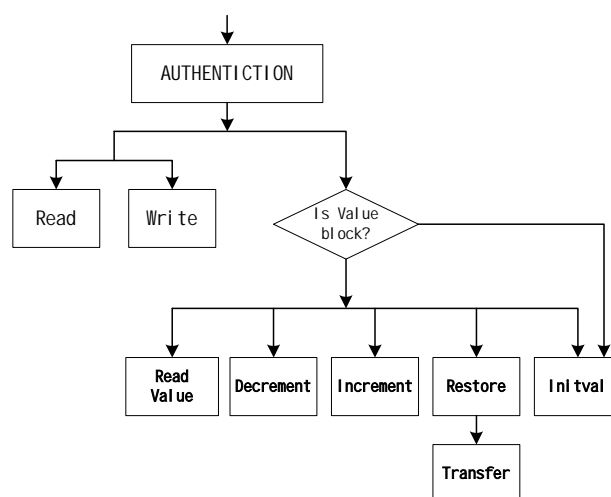 AUTHENTICTION
Read
Write
Is Value
block?
Read
Value
Decrement
Increment
Restore
Initval
Transfer